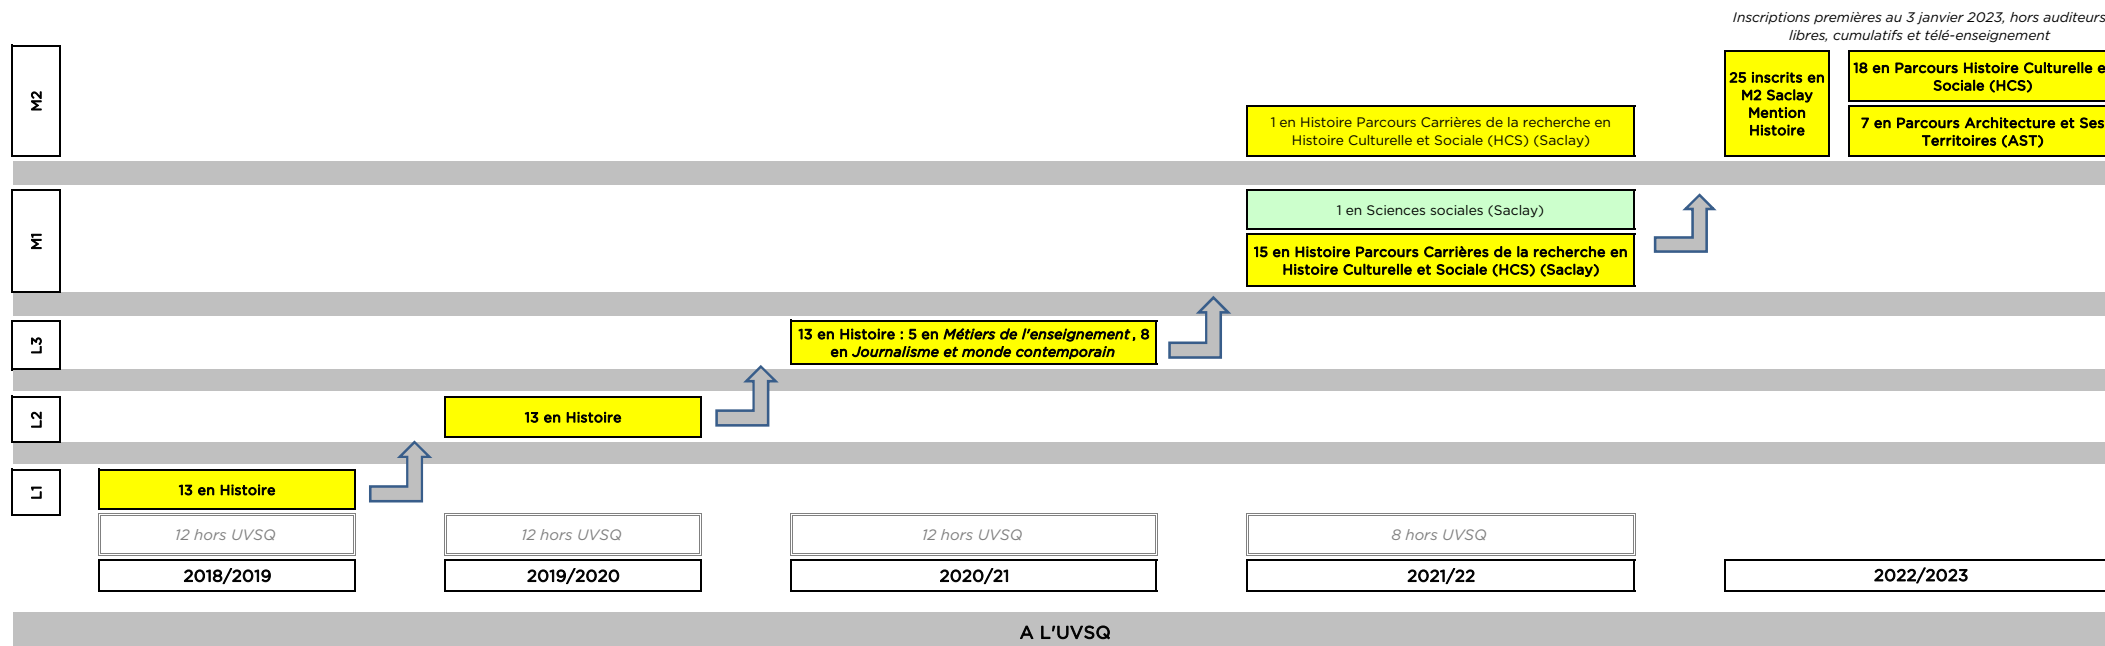 Inscriptions premières au 3 janvier 2023, hors auditeurs
libres, cumulatifs et télé-enseignement
M2
25 inscrits en
M2 Saclay
Mention
Histoire
18 en Parcours Histoire Culturelle e
Sociale (HCS)
7 en Parcours Architecture et Ses
Territoires (AST)
1 en Histoire Parcours Carrières de la recherche en
Histoire Culturelle et Sociale (HCS) (Saclay)
M1
1 en Sciences sociales (Saclay)
15 en Histoire Parcours Carrières de la recherche en
Histoire Culturelle et Sociale (HCS) (Saclay)
L3
13 en Histoire : 5 en Métiers de l'enseignement, 8
en Journalisme et monde contemporain
L2
13 en Histoire
L1
13 en Histoire
12 hors UVSQ
12 hors UVSQ
12 hors UVSQ
8 hors UVSQ
2018/2019
2019/2020
2020/21
2021/22
2022/2023
A L'UVSQ